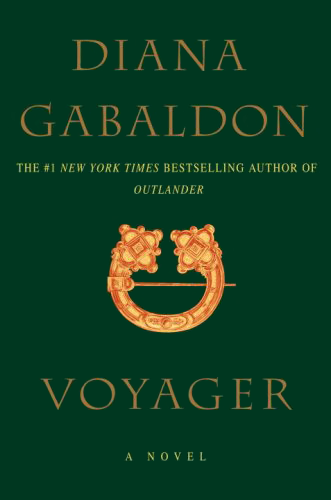 DIANA
GABALDON
THE #1 NEW YORK TIMES BESTSELLING AUTHOR OF
OUTLANDER
VOYAGER
A NOVEL